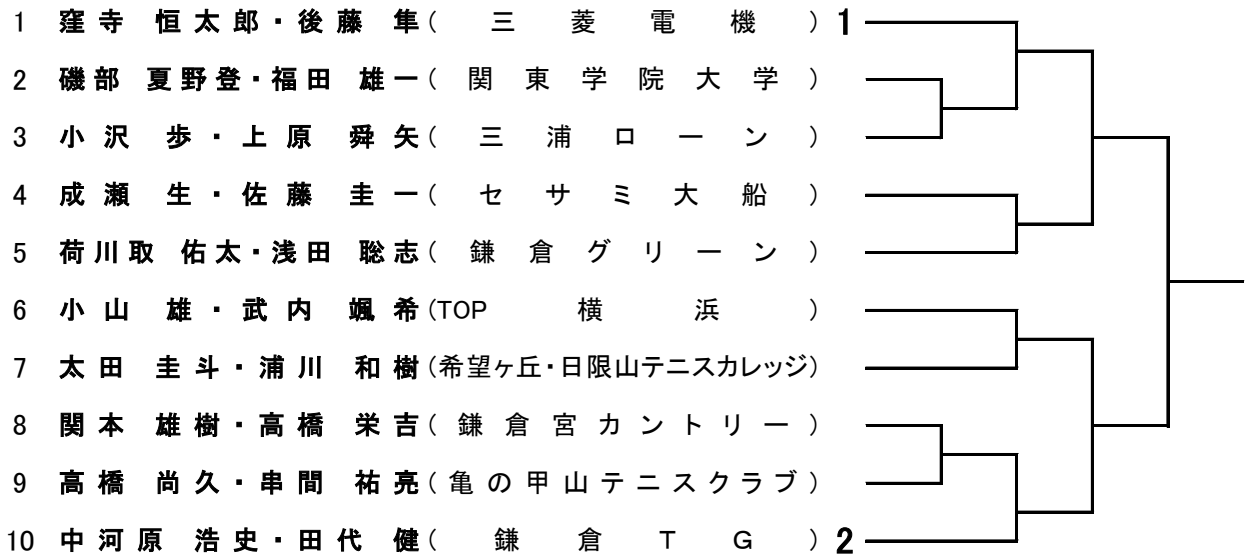 1 窪寺 恒太郎・後藤 隼(三菱電機) 1
2 磯部 夏野登・福田 雄一(関東学院大学)
3 小沢 歩・上原 舜矢(三浦ローン)
4 成瀬 生・佐藤 圭一(セサミ大船)
5 荷川取 佑太・浅田 聡志(鎌倉グリーン)
6 小山 雄・武内 颯希(TOP 横浜)
7 太田 圭斗・浦川 和樹(希望ヶ丘・日限山テニスカレッジ)
8 関本 雄樹・高橋 栄吉(鎌倉宮カントリー)
9 高橋 尚久・串間 祐亮(亀の甲山テニスクラブ)
10 中河原 浩史・田代 健(鎌倉TG) 2